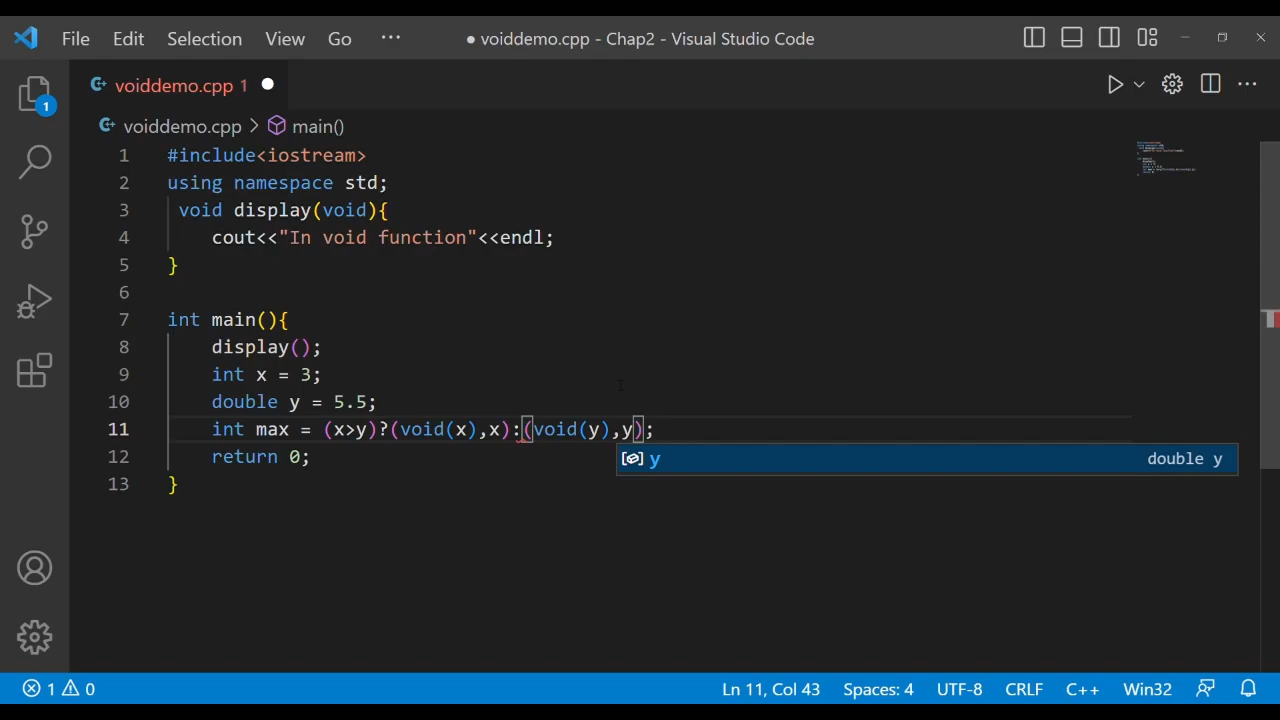 File Edit Selection View Go ··· ● voiddemo.cpp - Chap2 - Visual Studio Code
voiddemo.cpp 1 ●
voiddemo.cpp > main()
1 #include<iostream>
2 using namespace std;
3 void display(void){
4 cout<<"In void function"<<endl;
5 }
6
7 int main(){
8 display();
9 int x = 3;
10 double y = 5.5;
11 int max = (x>y)?(void(x),x):(void(y),y);
y double y
12 return 0;
13 }
1
1 0 Ln 11, Col 43 Spaces: 4 UTF-8 CRLF C++ Win32